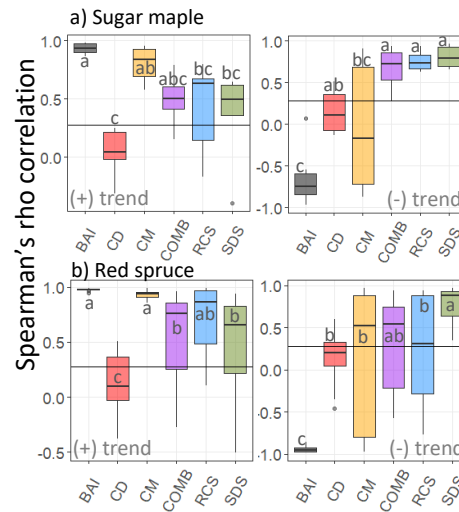 a) Sugar maple
Spearman's rho correlation
1.0
0.5
0.0
a
c
ab
abc
bc
bc
(+) trend
BAI
CD
CM
COMB
RCS
SDS
1.0
0.5
0.0
-0.5
-1.0
c
ab
bc
a
a
a
(-) trend
BAI
CD
CM
COMB
RCS
SDS
b) Red spruce
1.0
0.5
0.0
-0.5
a
c
a
b
ab
b
(+) trend
BAI
CD
CM
COMB
RCS
SDS
1.0
0.5
0.0
-0.5
-1.0
c
b
b
ab
b
a
(-) trend
BAI
CD
CM
COMB
RCS
SDS